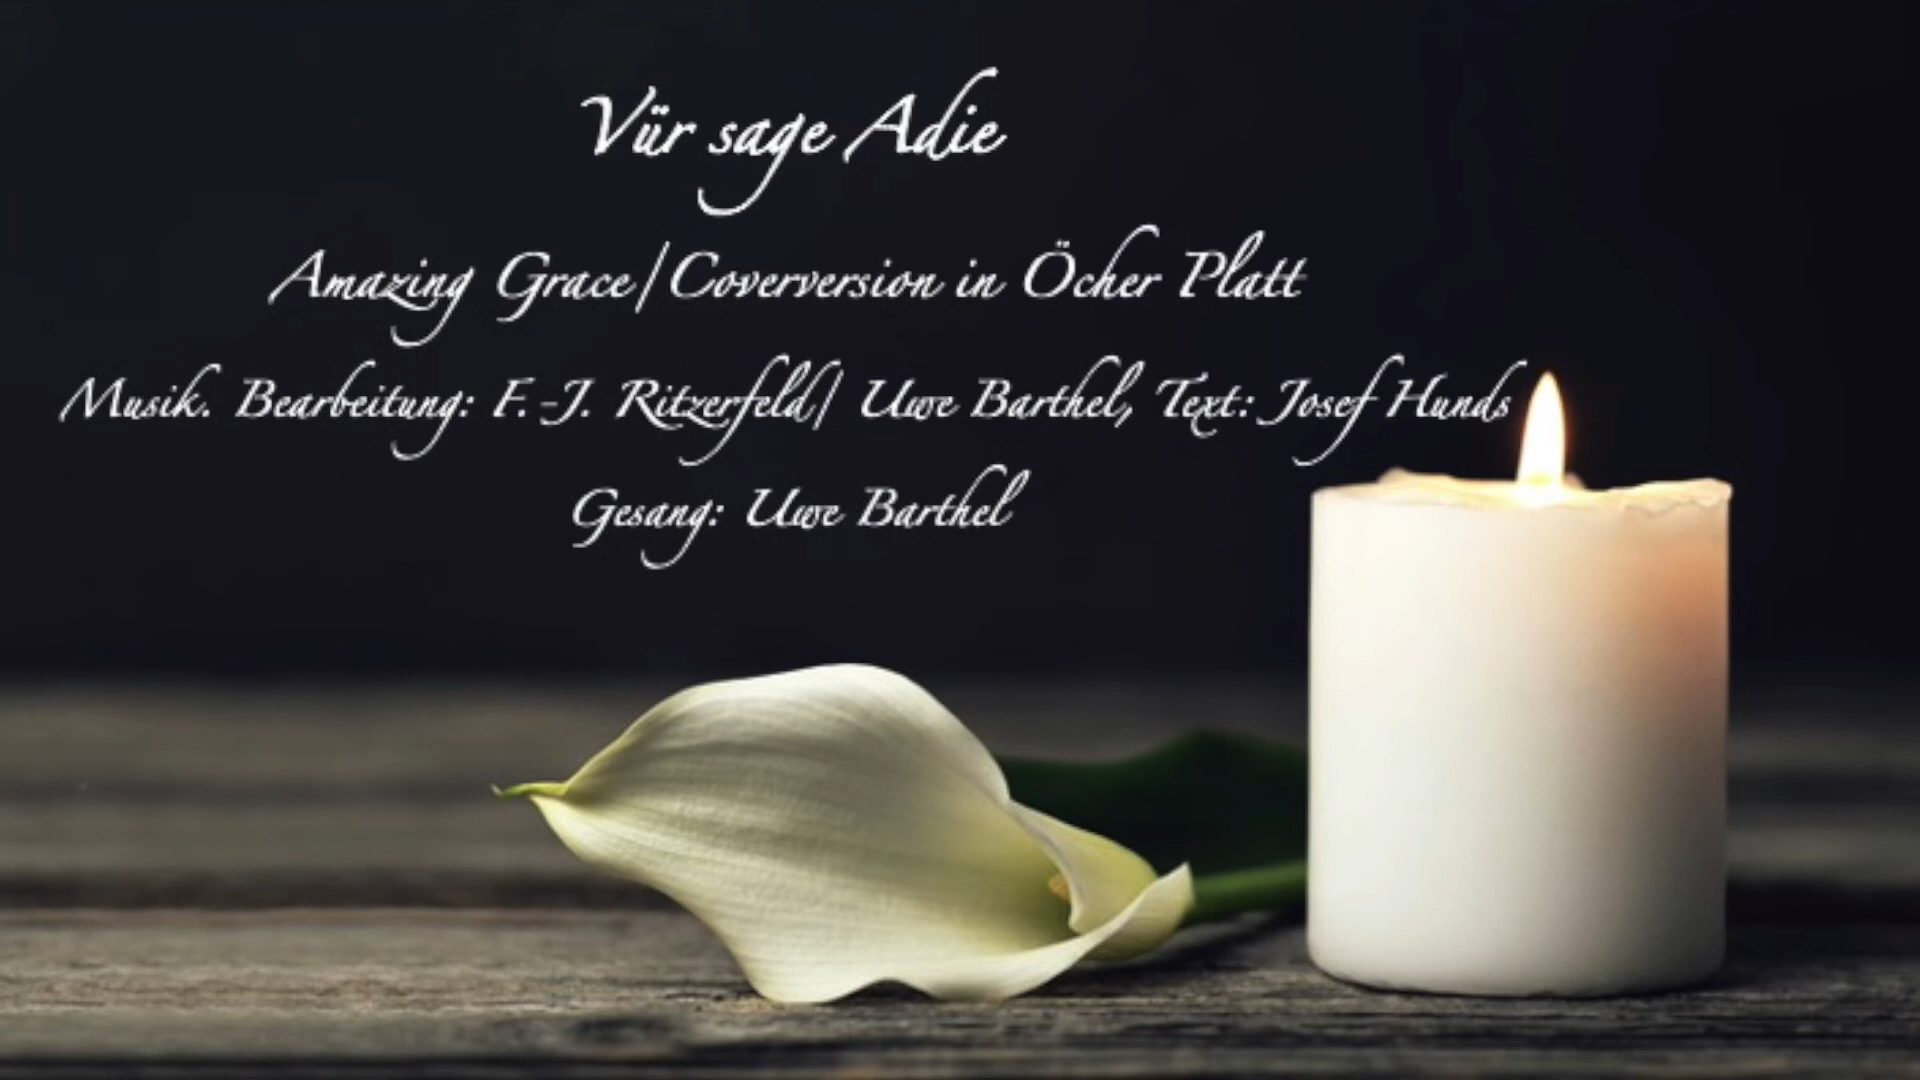 Vür sage Adie
Amazing Grace/Coverversion in Öcher Platt
Musik. Bearbeitung: F.-J. Ritzerfeld/ Uwe Barthel, Text: Josef Hunds
Gesang: Uwe Barthel